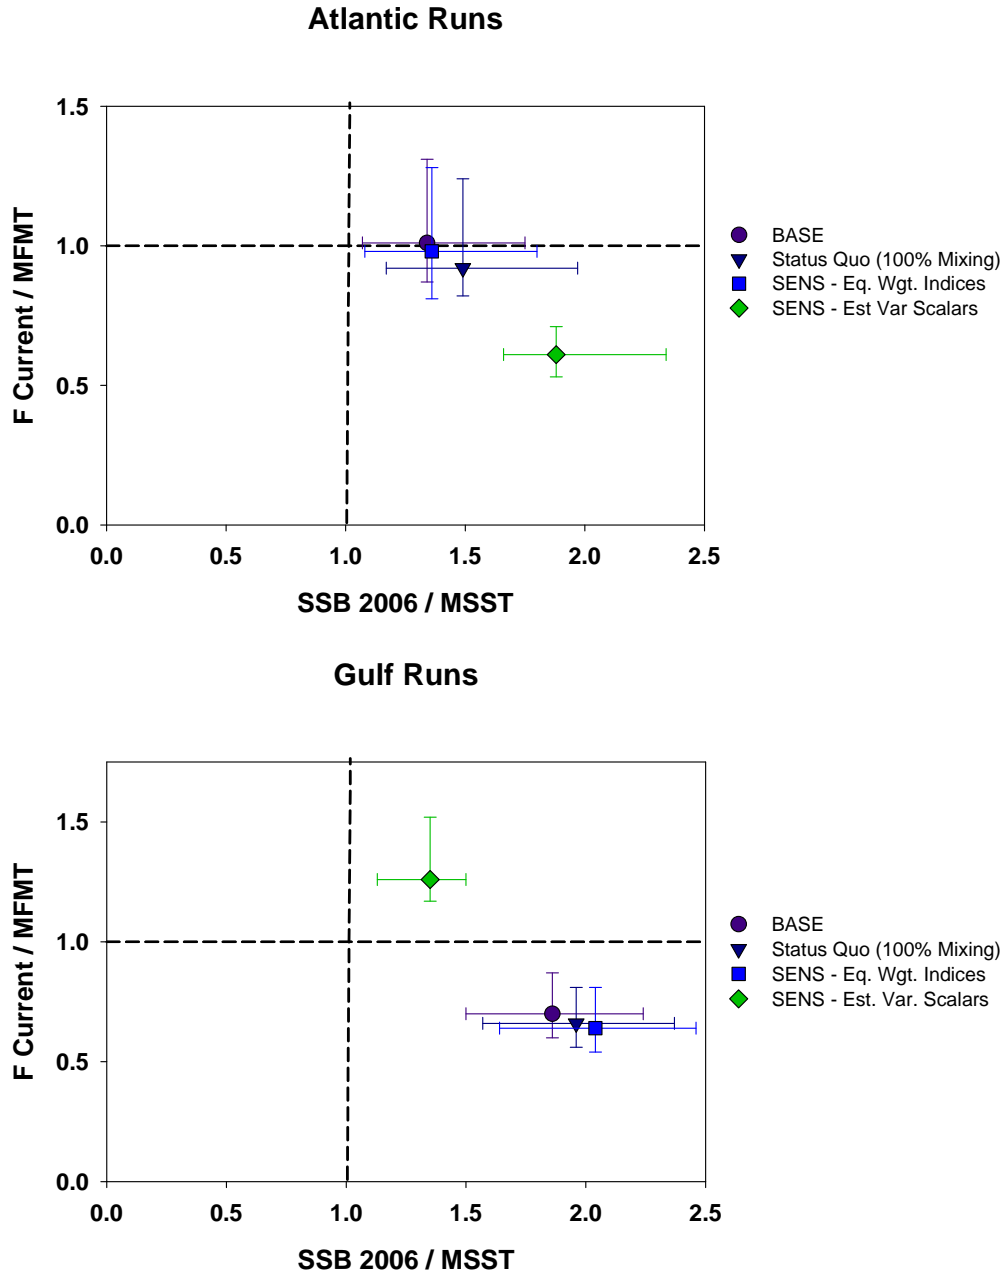 Atlantic Runs
1.5
1.0
0.5
0.0
F Current / MFMT
0.0 0.5 1.0 1.5 2.0 2.5
SSB 2006 / MSST
BASE
Status Quo (100% Mixing)
SENS - Eq. Wgt. Indices
SENS - Est Var Scalars
Gulf Runs
1.5
1.0
0.5
0.0
F Current / MFMT
0.0 0.5 1.0 1.5 2.0 2.5
SSB 2006 / MSST
BASE
Status Quo (100% Mixing)
SENS - Eq. Wgt. Indices
SENS - Est. Var. Scalars